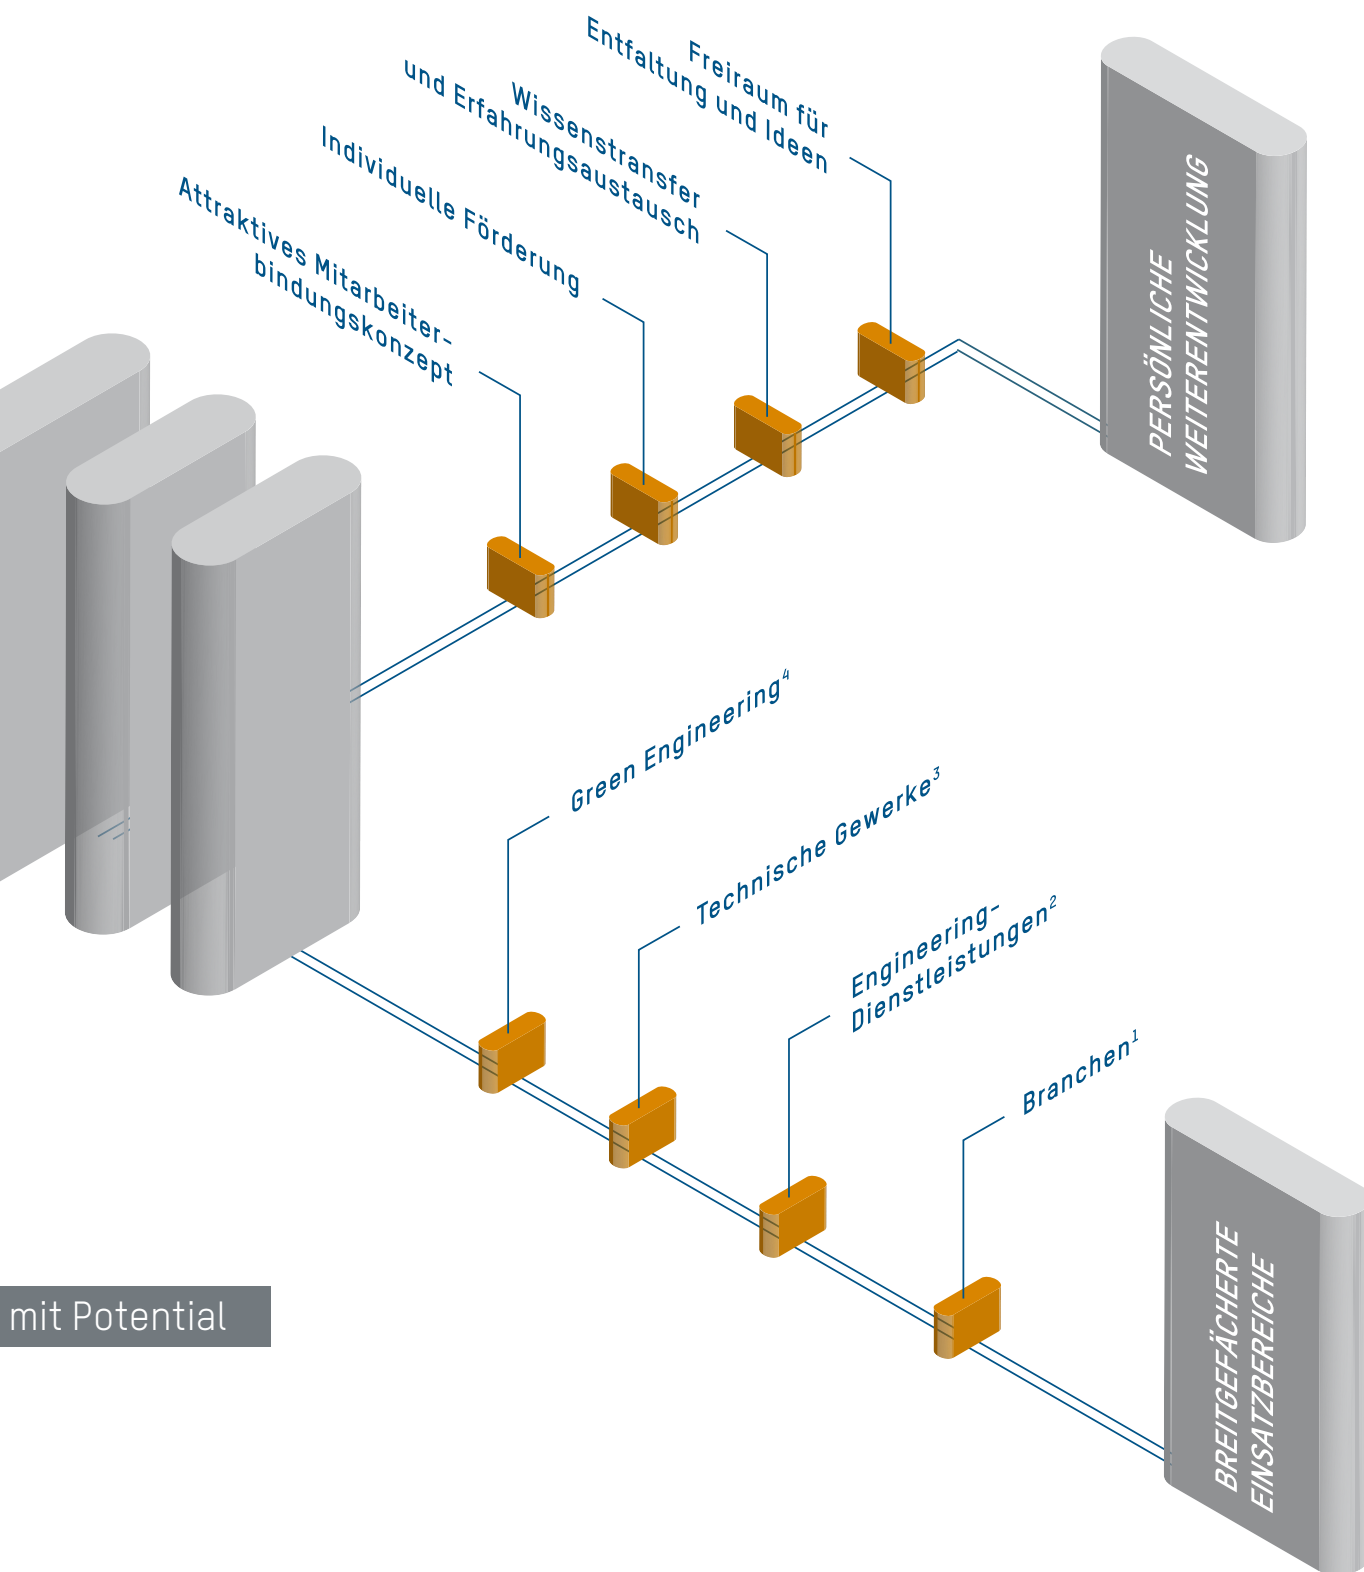 Freiraum für
Entfaltung und Ideen
Wissenstransfer
und Erfahrungsaustausch
Individuelle Förderung
Attraktives Mitarbeiter-
bindungskonzept
PERSÖNLICHE
WEITERENTWICKLUNG
Green Engineering⁴
Technische Gewerke³
Engineering-
Dienstleistungen²
Branchen¹
BREITGEFÄCHERTE
EINSATZBEREICHE
mit Potential